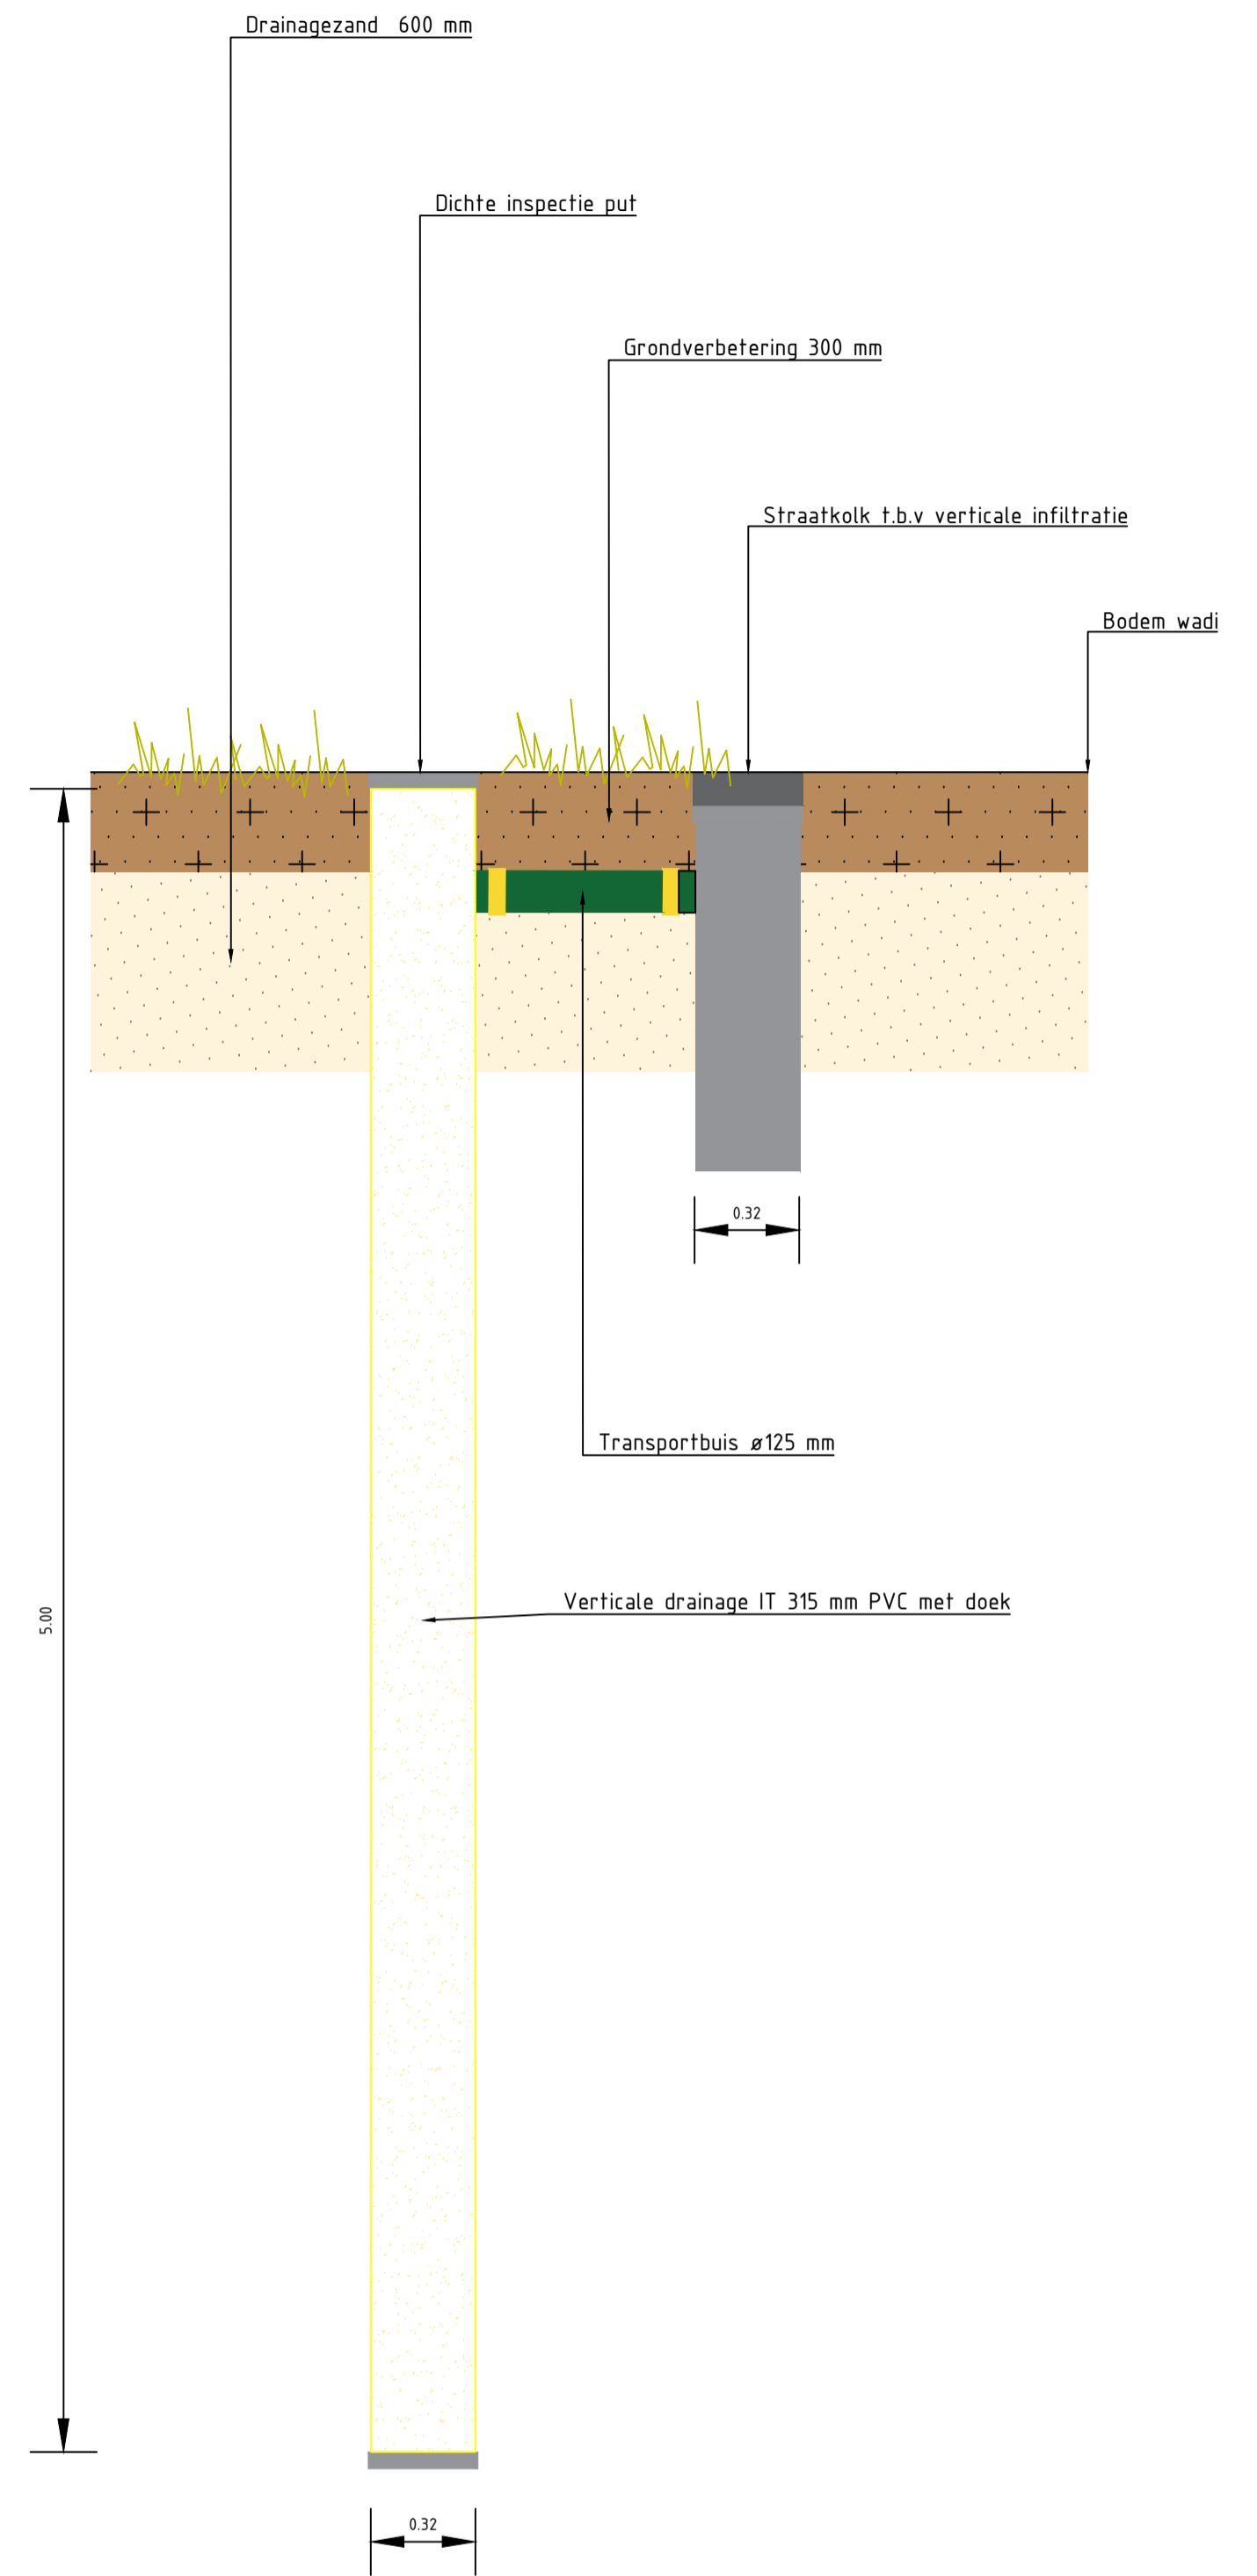 Drainagezand 600 mm
Dichte inspectie put
Grondverbetering 300 mm
Straatkolk t.b.v verticale infiltratie
Bodem wadi
0.32
Transportbuis ø125 mm
Verticale drainage IT 315 mm PVC met doek
5.00
0.32